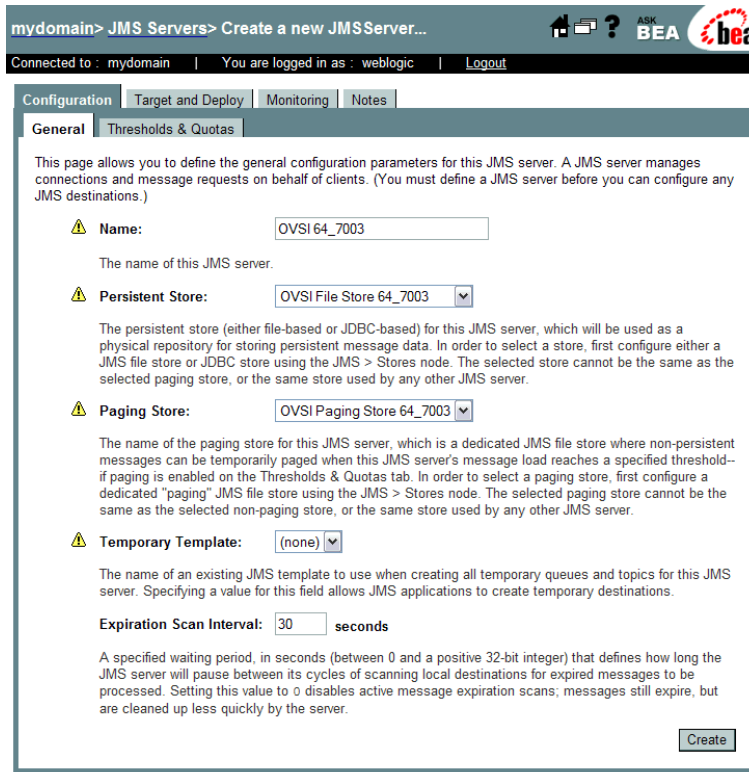 mydomain> JMS Servers> Create a new JMSServer...
? ASK BEA bea
Connected to : mydomain | You are logged in as : weblogic | Logout
Configuration Target and Deploy Monitoring Notes
General Thresholds & Quotas
This page allows you to define the general configuration parameters for this JMS server. A JMS server manages
connections and message requests on behalf of clients. (You must define a JMS server before you can configure any
JMS destinations.)
Name: OVSI 64_7003
The name of this JMS server.
Persistent Store: OVSI File Store 64_7003
The persistent store (either file-based or JDBC-based) for this JMS server, which will be used as a
physical repository for storing persistent message data. In order to select a store, first configure either a
JMS file store or JDBC store using the JMS > Stores node. The selected store cannot be the same as the
selected paging store, or the same store used by any other JMS server.
Paging Store: OVSI Paging Store 64_7003
The name of the paging store for this JMS server, which is a dedicated JMS file store where non-persistent
messages can be temporarily paged when this JMS server's message load reaches a specified threshold--
if paging is enabled on the Thresholds & Quotas tab. In order to select a paging store, first configure a
dedicated "paging" JMS file store using the JMS > Stores node. The selected paging store cannot be the
same as the selected non-paging store, or the same store used by any other JMS server.
Temporary Template: (none)
The name of an existing JMS template to use when creating all temporary queues and topics for this JMS
server. Specifying a value for this field allows JMS applications to create temporary destinations.
Expiration Scan Interval: 30 seconds
A specified waiting period, in seconds (between 0 and a positive 32-bit integer) that defines how long the
JMS server will pause between its cycles of scanning local destinations for expired messages to be
processed. Setting this value to 0 disables active message expiration scans; messages still expire, but
are cleaned up less quickly by the server.
Create